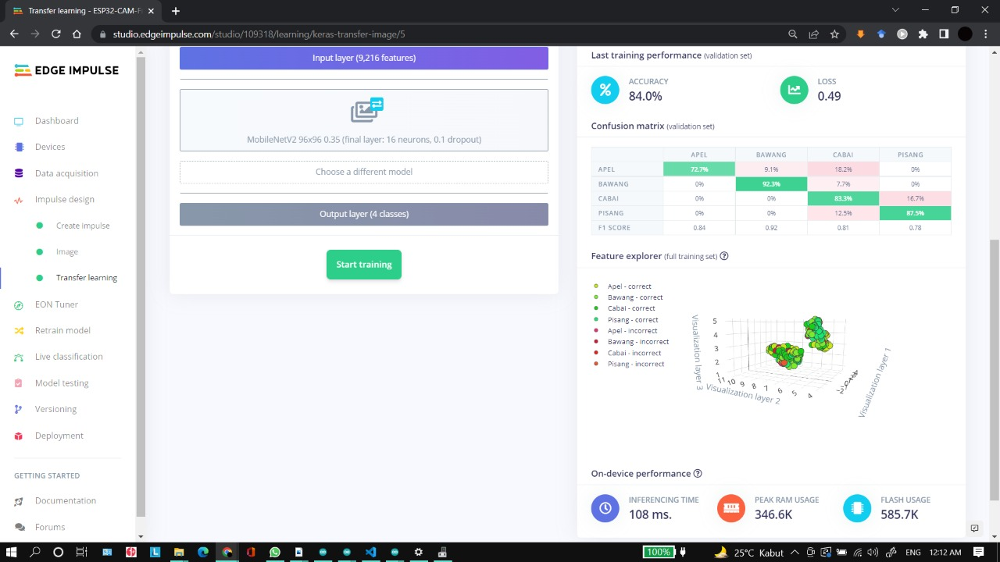 Transfer learning - ESP32-CAM-F
studio.edgeimpulse.com/studio/109318/learning/keras-transfer-image/5
EDGE IMPULSE
Dashboard
Devices
Data acquisition
Impulse design
Create impulse
Image
Transfer learning
EON Tuner
Retrain model
Live classification
Model testing
Versioning
Deployment
GETTING STARTED
Documentation
Forums
Input layer (9,216 features)
MobileNetV2 96x96 0.35 (final layer: 16 neurons, 0.1 dropout)
Choose a different model
Output layer (4 classes)
Start training
Last training performance (validation set)
% ACCURACY
84.0%
LOSS
0.49
Confusion matrix (validation set)
APEL BAWANG CABAI PISANG
APEL 72.7% 9.1% 18.2% 0%
BAWANG 0% 92.3% 7.7% 0%
CABAI 0% 0% 83.3% 16.7%
PISANG 0% 0% 12.5% 87.5%
F1 SCORE 0.84 0.92 0.81 0.78
Feature explorer (full training set) ?
Apel - correct
Bawang - correct
Cabai - correct
Pisang - correct
Apel - incorrect
Bawang - incorrect
Cabai - incorrect
Pisang - incorrect
Visualization layer 3
5
4
3
2
1
11 10 9 8 7 6 5 4
Visualization layer 2
Visualization layer 1
On-device performance ?
INFERENCING TIME
108 ms.
PEAK RAM USAGE
346.6K
FLASH USAGE
585.7K
100%
25°C Kabut
ENG
12:12 AM